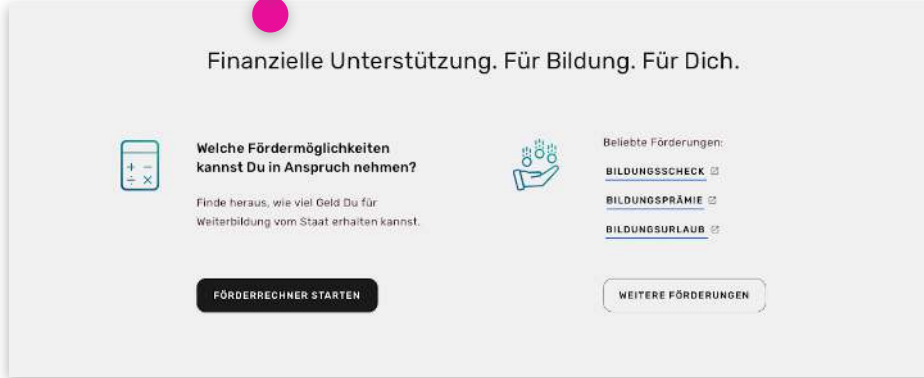 Finanzielle Unterstützung. Für Bildung. Für Dich.
Welche Fördermöglichkeiten
kannst Du in Anspruch nehmen?
Finde heraus, wie viel Geld Du für
Weiterbildung vom Staat erhalten kannst.
FÖRDERRECHNER STARTEN
Beliebte Förderungen:
BILDUNGSSCHECK
BILDUNGSPRÄMIE
BILDUNGSURLAUB
WEITERE FÖRDERUNGEN